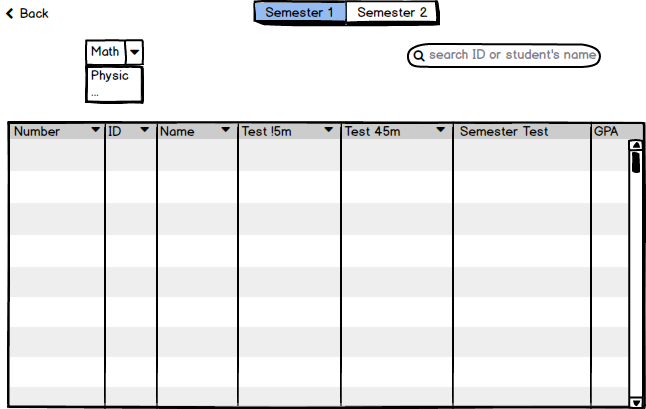 Back
Semester 1 Semester 2
Math
search ID or student's name
Physic
...
Number ID Name Test !5m Test 45m Semester Test GPA